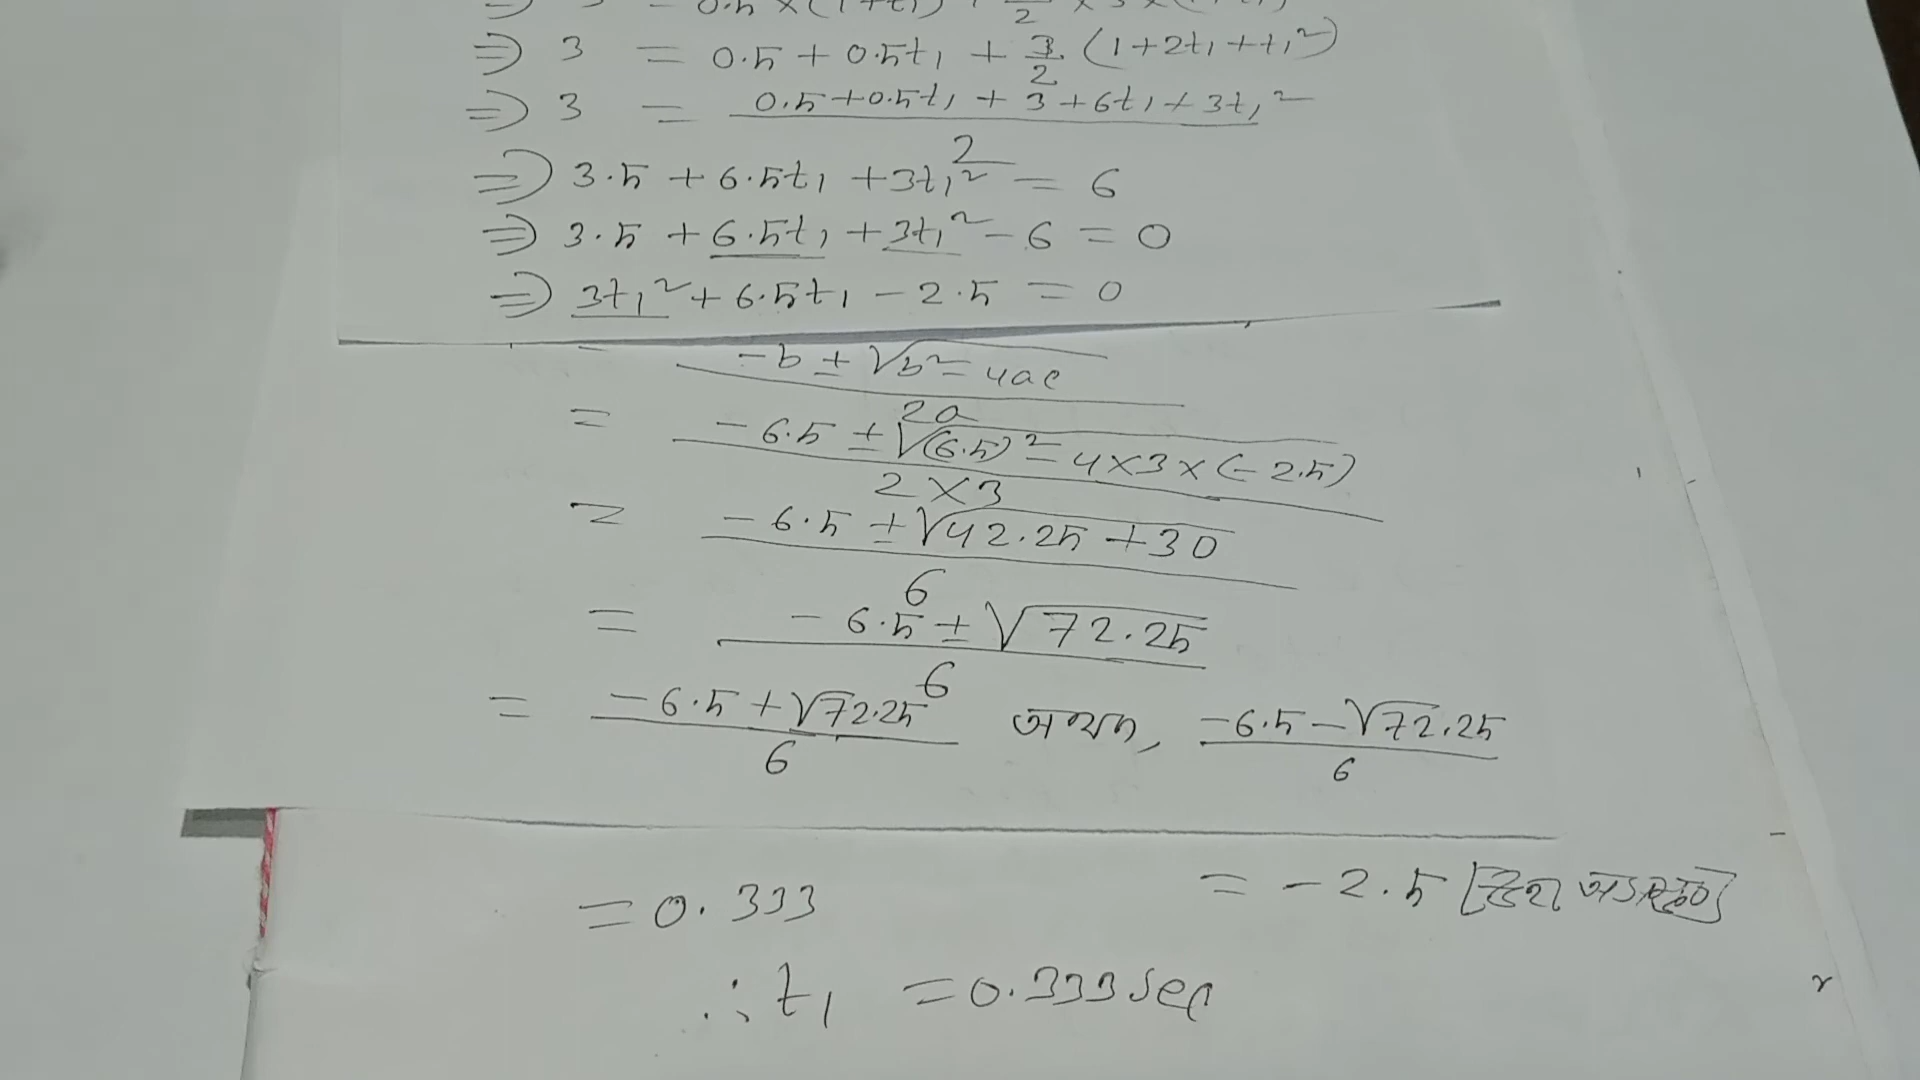 ⇒ 3 = 0.5 + 0.5t₁ + 3/2 (1+2t₁+t₁²)
⇒ 3 = (0.5+0.5t₁ + 3 + 6t₁ + 3t₁²)/2
⇒ 3.5 + 6.5t₁ + 3t₁² = 6
⇒ 3.5 + 6.5t₁ + 3t₁² - 6 = 0
⇒ 3t₁² + 6.5t₁ - 2.5 = 0
= (-b ± √b² - 4ac)/2a
= (-6.5 ± √(6.5)² - 4×3×(-2.5))/2×3
= (-6.5 ± √42.25 + 30)/6
= (-6.5 ± √72.25)/6
= (-6.5 + √72.25)/6 অথবা, (-6.5 - √72.25)/6
= 0.333 = -2.5 [ইহা অসম্ভব]
∴ t₁ = 0.333 sec